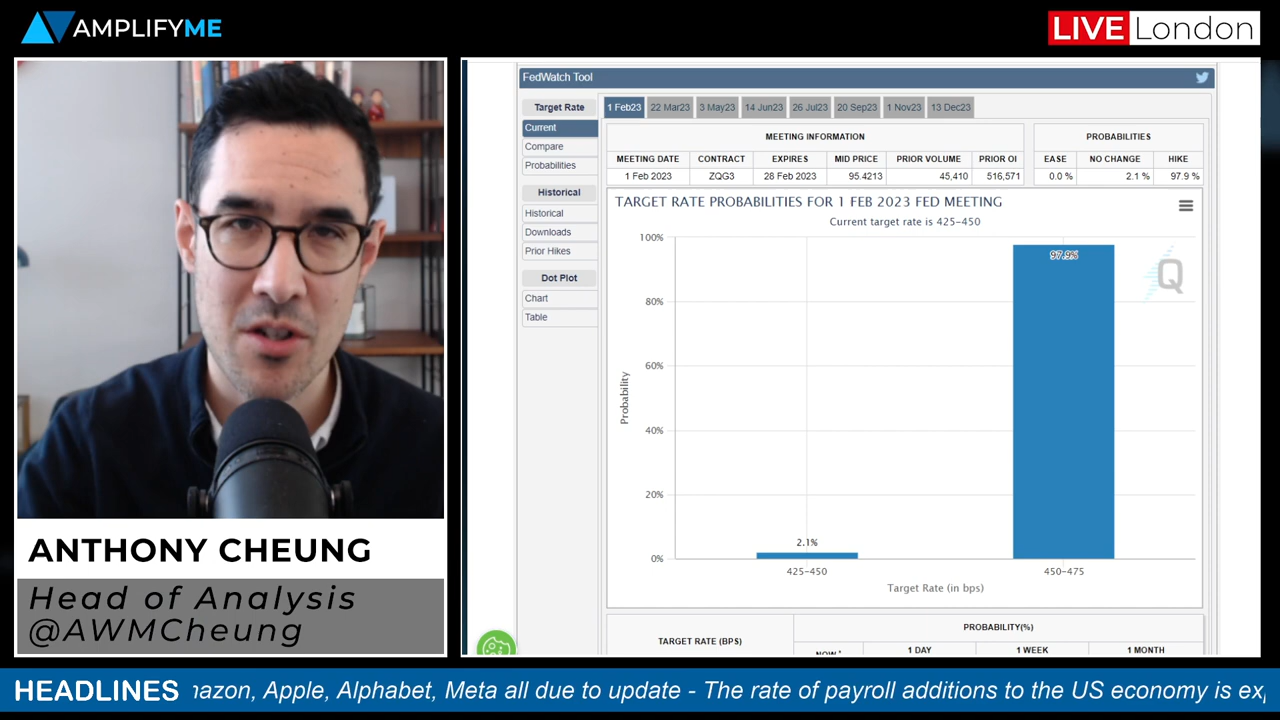 AMPLIFYME
LIVE London
FedWatch Tool
Target Rate
Current
Compare
Probabilities
Historical
Historical
Downloads
Prior Hikes
Dot Plot
Chart
Table
1 Feb23 22 Mar23 3 May23 14 Jun23 26 Jul23 20 Sep23 1 Nov23 13 Dec23
MEETING INFORMATION
MEETING DATE CONTRACT EXPIRES MID PRICE PRIOR VOLUME PRIOR OI
1 Feb 2023 ZQG3 28 Feb 2023 95.4213 45,410 516,571
PROBABILITIES
EASE NO CHANGE HIKE
0.0 % 2.1 % 97.9 %
TARGET RATE PROBABILITIES FOR 1 FEB 2023 FED MEETING
Current target rate is 425-450
Q
100%
80%
60%
40%
20%
0%
Probability
97.9%
2.1%
425-450 450-475
Target Rate (in bps)
TARGET RATE (BPS)
PROBABILITY(%)
NOW * 1 DAY 1 WEEK 1 MONTH
ANTHONY CHEUNG
Head of Analysis
@AWMCheung
HEADLINES azon, Apple, Alphabet, Meta all due to update - The rate of payroll additions to the US economy is ex